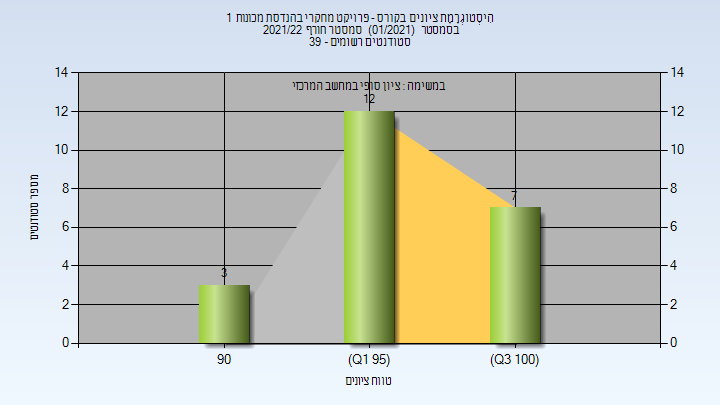 הִיסְטוֹגְרָמַת ציונים בקורס - פרויקט מחקרי בהנדסת מכונות 1
בסמסטר (01/2021) סמסטר חורף 2021/22
סטודנטים רשומים - 39
במשימה : ציון סופי במחשב המרכזי
14
12
10
8
6
4
2
0
14
12
10
8
6
4
2
0
3
12
7
90
(Q1 95)
(Q3 100)
מספר סטודנטים
טווח ציונים